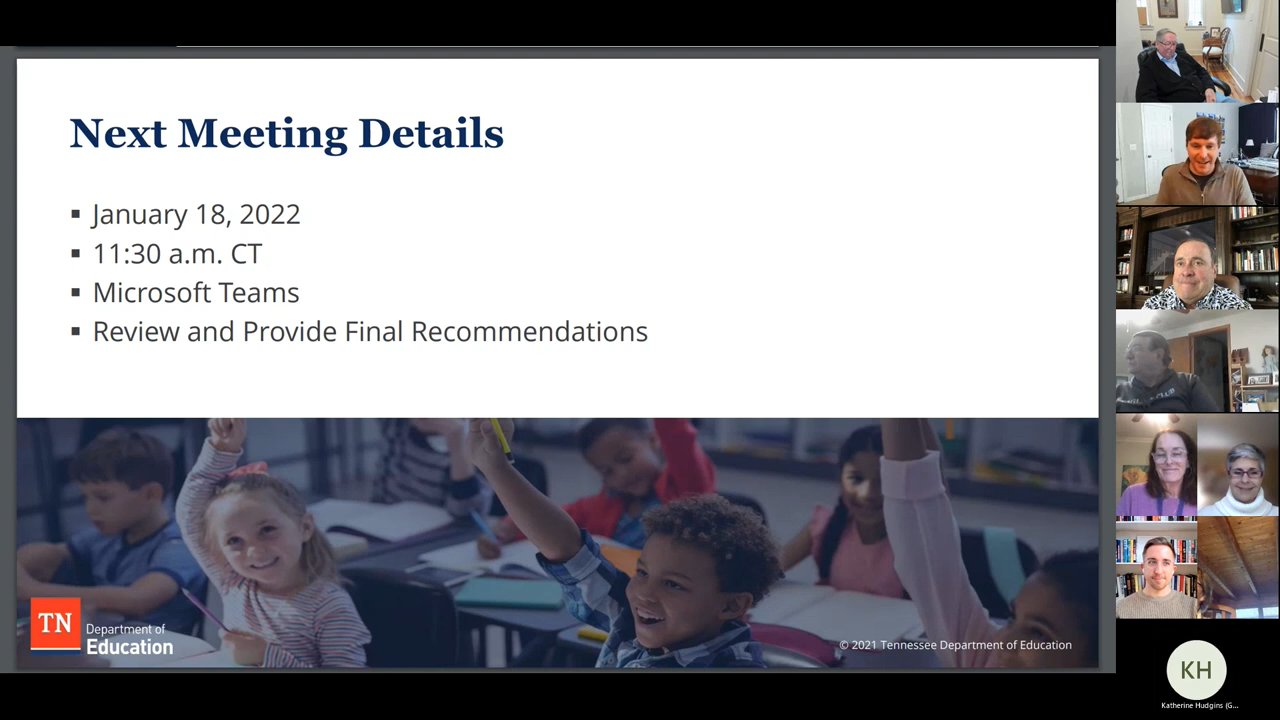 Next Meeting Details
▪ January 18, 2022
▪ 11:30 a.m. CT
▪ Microsoft Teams
▪ Review and Provide Final Recommendations
TN
Department of
Education
© 2021 Tennessee Department of Education
KH
Katherine Hudgins (G...